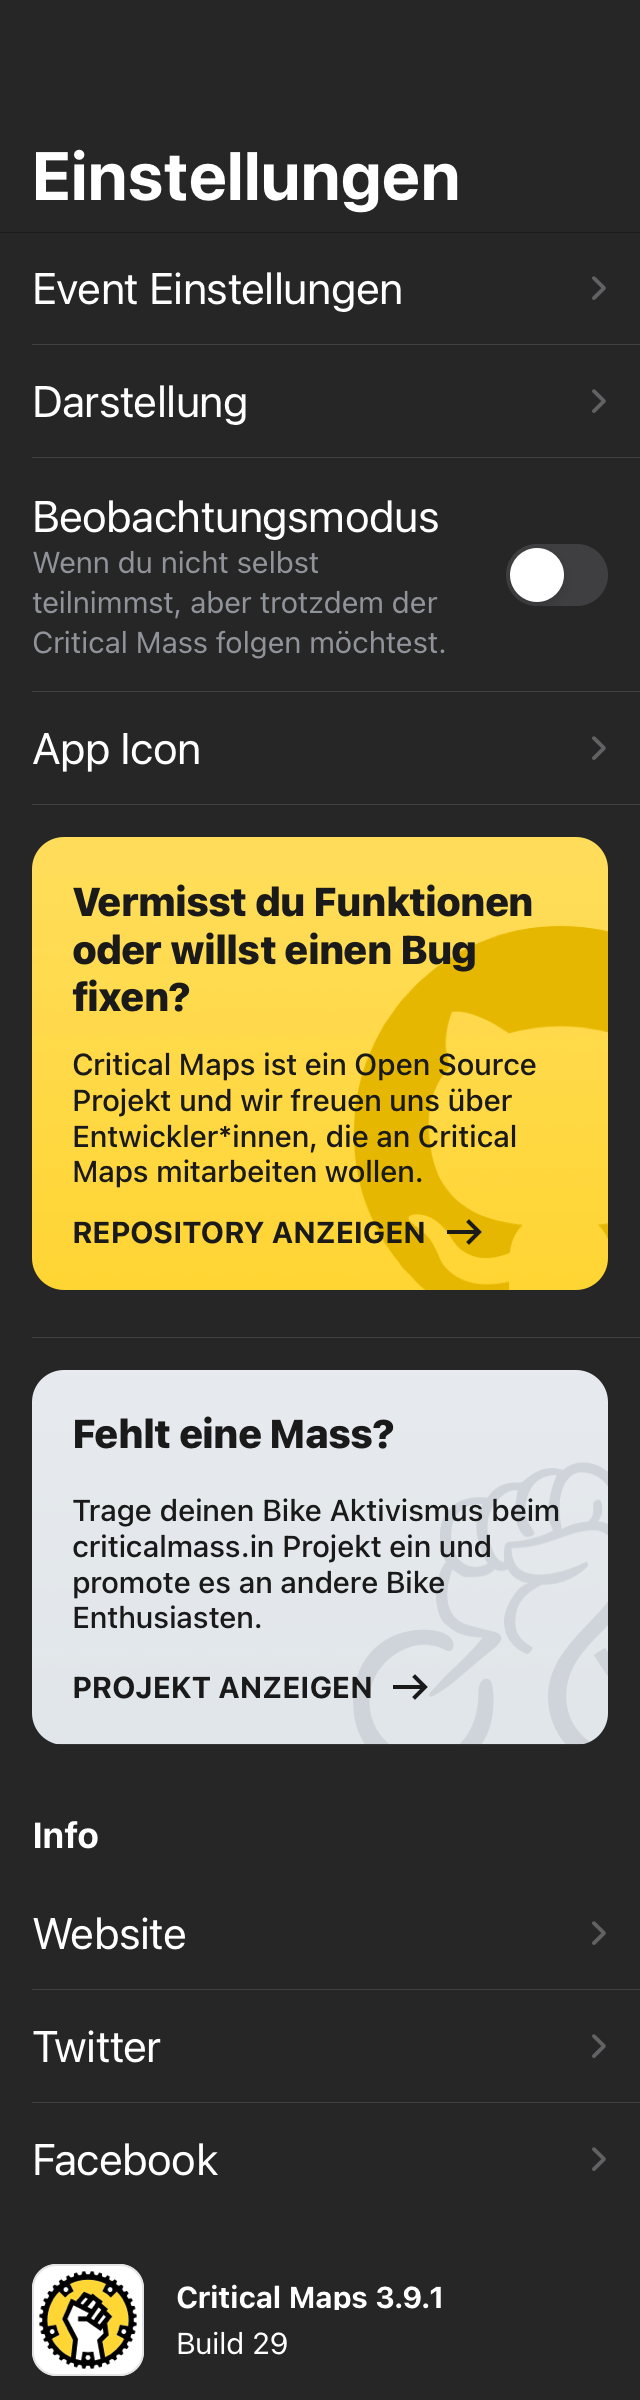 Einstellungen
Event Einstellungen
Darstellung
Beobachtungsmodus
Wenn du nicht selbst
teilnimmst, aber trotzdem der
Critical Mass folgen möchtest.
App Icon
Vermisst du Funktionen
oder willst einen Bug
fixen?
Critical Maps ist ein Open Source
Projekt und wir freuen uns über
Entwickler*innen, die an Critical
Maps mitarbeiten wollen.
REPOSITORY ANZEIGEN
Fehlt eine Mass?
Trage deinen Bike Aktivismus beim
criticalmass.in Projekt ein und
promote es an andere Bike
Enthusiasten.
PROJEKT ANZEIGEN
Info
Website
Twitter
Facebook
Critical Maps 3.9.1
Build 29